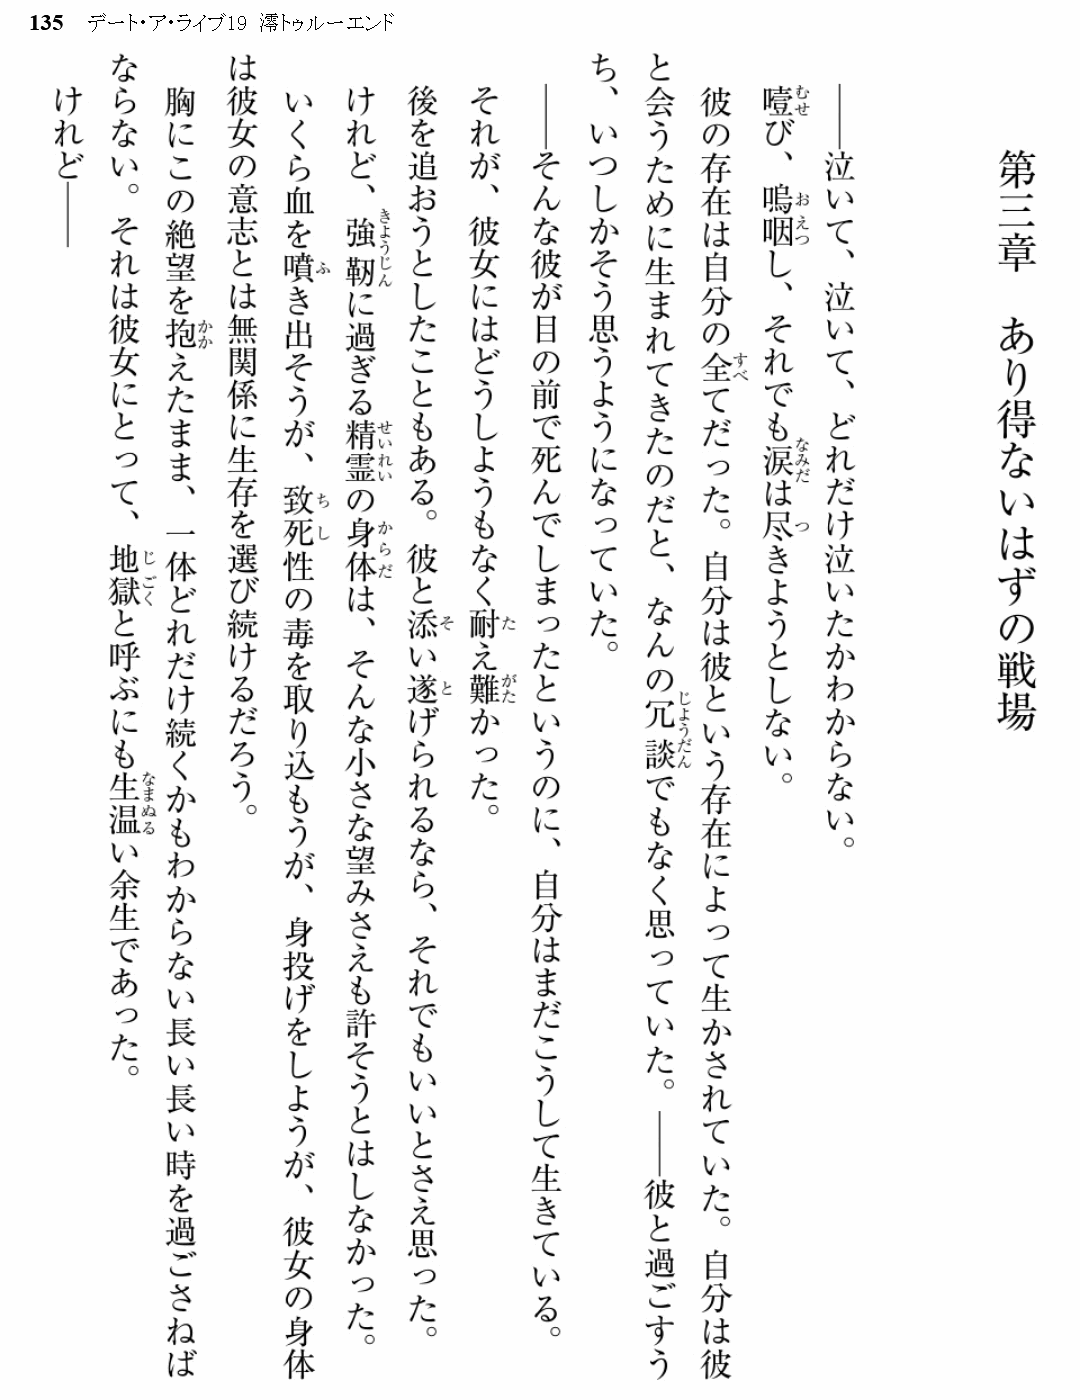 135 デート・ア・ライブ19 澪トゥルーエンド
第三章　あり得ないはずの戦場
――泣いて、泣いて、どれだけ泣いたかわからない。
噎び、嗚咽し、それでも涙は尽きようとしない。
彼の存在は自分の全てだった。自分は彼という存在によって生かされていた。自分は彼
と会うために生まれてきたのだと、なんの冗談でもなく思っていた。――彼と過ごすう
ち、いつしかそう思うようになっていた。
――そんな彼が目の前で死んでしまったというのに、自分はまだこうして生きている。
それが、彼女にはどうしようもなく耐え難かった。
後を追おうとしたこともある。彼と添い遂げられるなら、それでもいいとさえ思った。
けれど、強靭に過ぎる精霊の身体は、そんな小さな望みさえも許そうとはしなかった。
いくら血を噴き出そうが、致死性の毒を取り込もうが、身投げをしようが、彼女の身体
は彼女の意志とは無関係に生存を選び続けるだろう。
胸にこの絶望を抱えたまま、一体どれだけ続くかもわからない長い長い時を過ごさねば
ならない。それは彼女にとって、地獄と呼ぶにも生温い余生であった。
けれど――